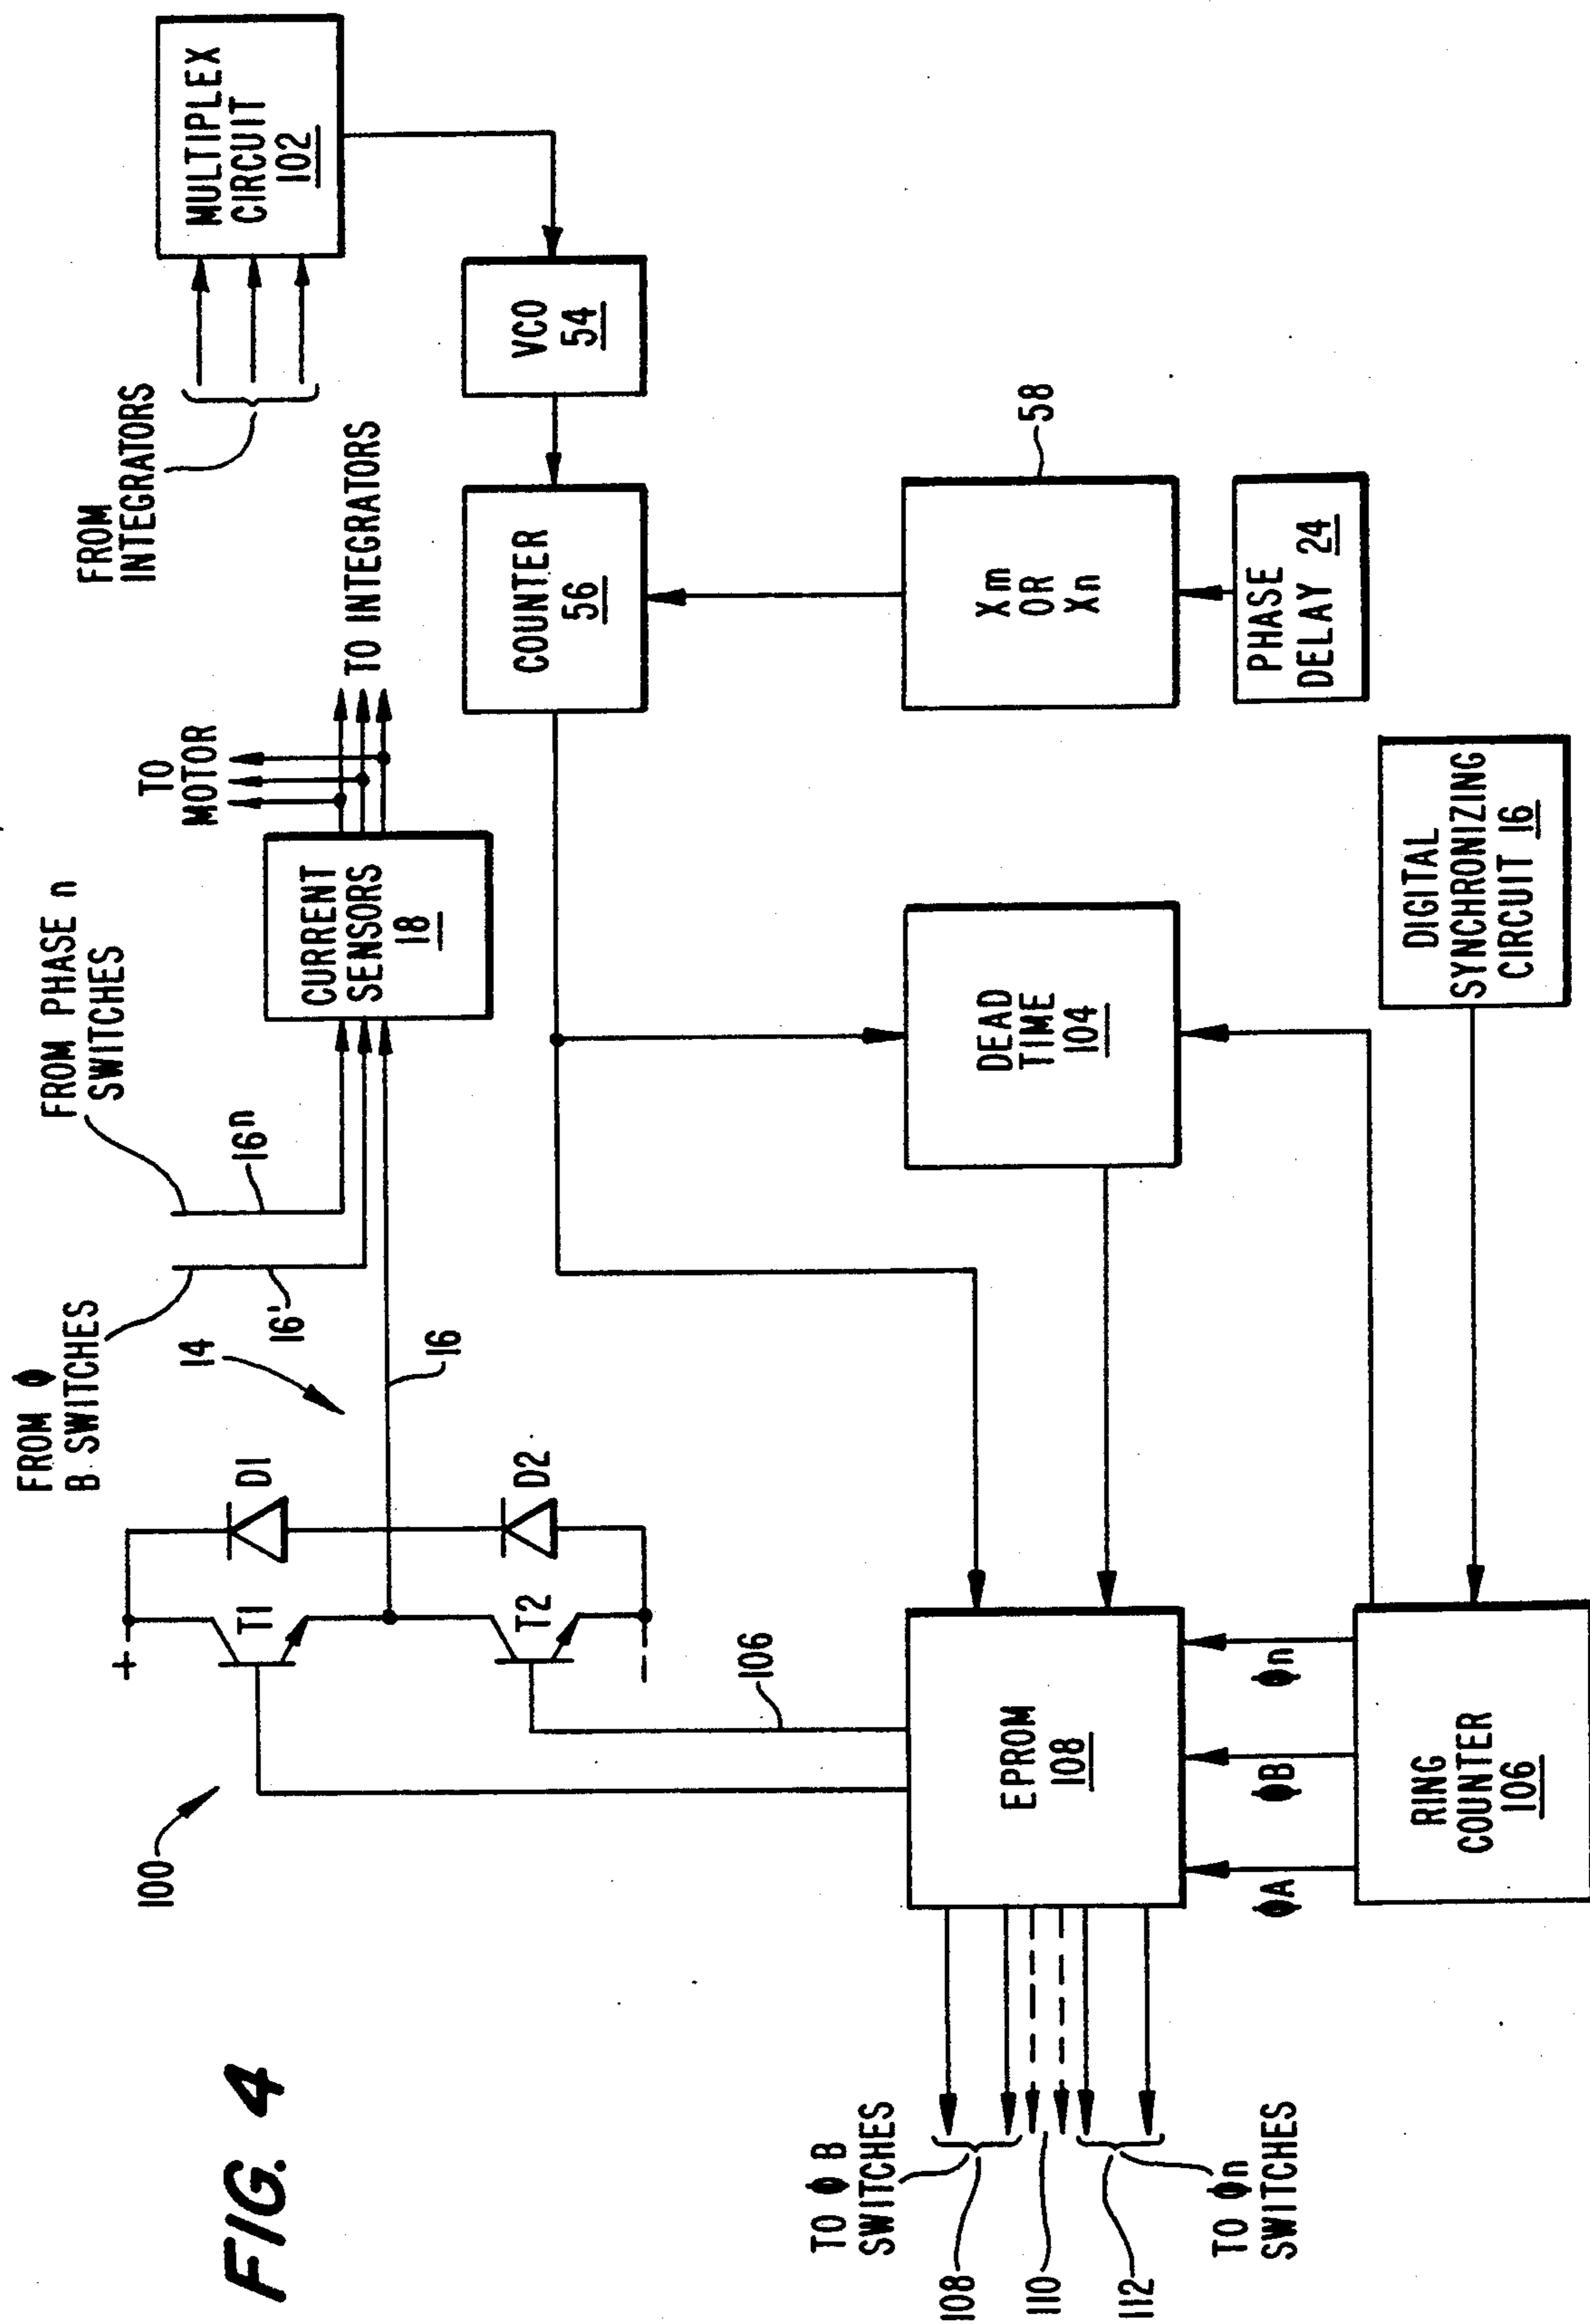 FIG. 4
100
+
T1
D1
T2
D2
106
14
16
FROM ϕ
B SWITCHES
16'
FROM PHASE n
SWITCHES
16n
CURRENT
SENSORS
18
TO
MOTOR
TO INTEGRATORS
FROM
INTEGRATORS
MULTIPLEX
CIRCUIT
102
VCO
54
COUNTER
56
Xm
OR
Xn
58
PHASE
DELAY 24
DEAD
TIME
104
DIGITAL
SYNCHRONIZING
CIRCUIT 16
EPROM
108
ϕA
ϕB
ϕn
RING
COUNTER
106
TO ϕ B
SWITCHES
108
110
112
TO ϕn
SWITCHES